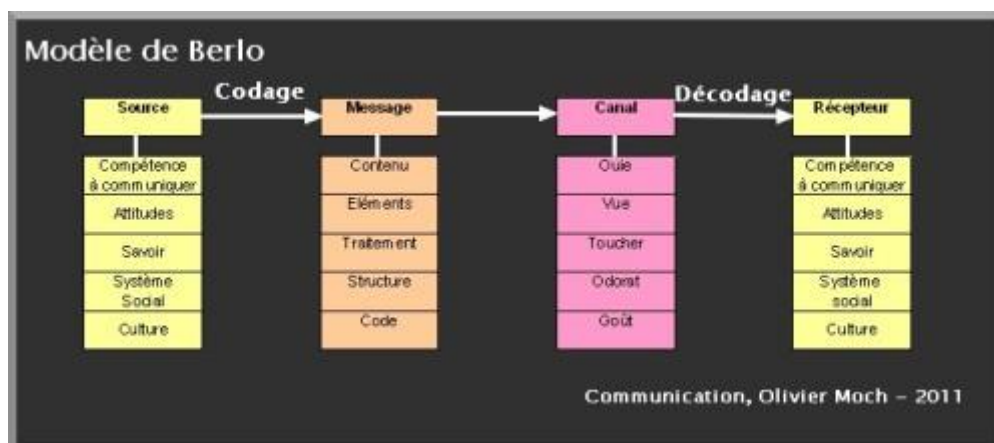 Modèle de Berlo
Codage
Décodage
Source
Message
Canal
Récepteur
Compétence
à communiquer
Attitudes
Savoir
Système
Social
Culture
Contenu
Eléments
Traitement
Structure
Code
Ouie
Vue
Toucher
Odorat
Goût
Compétence
à communiquer
Attitudes
Savoir
Système
social
Culture
Communication, Olivier Moch – 2011